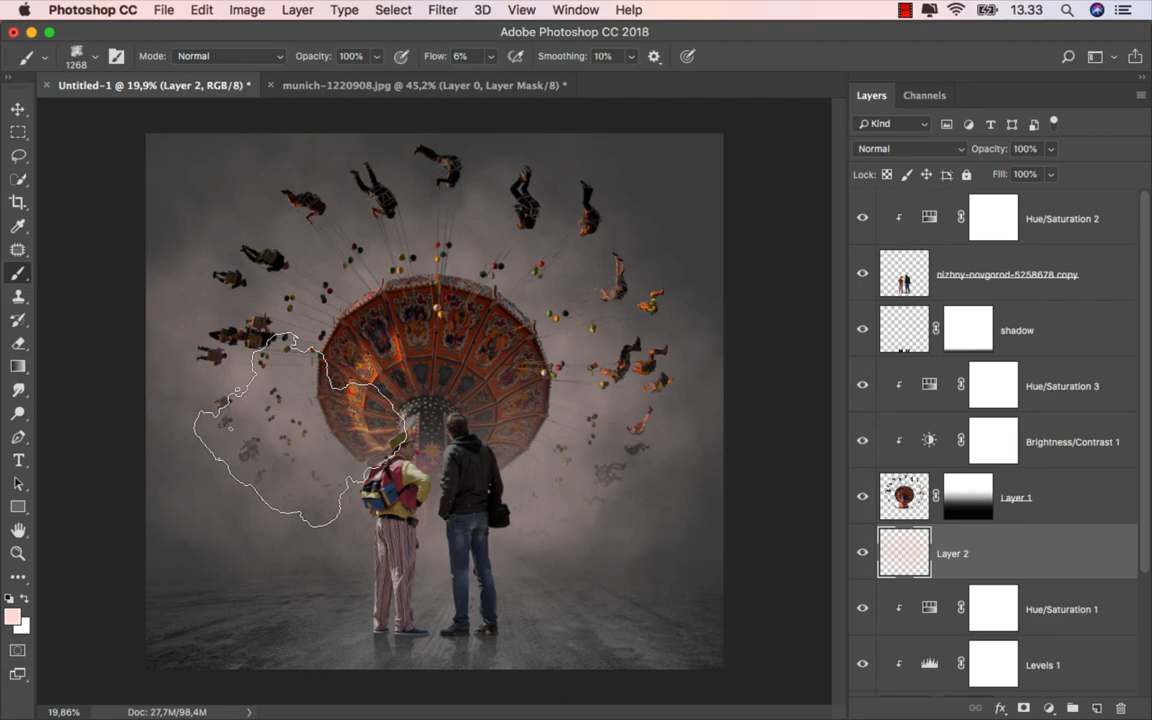 Photoshop CC File Edit Image Layer Type Select Filter 3D View Window Help 13.33
Adobe Photoshop CC 2018
1268 Mode: Normal Opacity: 100% Flow: 6% Smoothing: 10%
Untitled-1 @ 19,9% (Layer 2, RGB/8) * munich-1220908.jpg @ 45,2% (Layer 0, Layer Mask/8) *
Layers Channels
Kind
Normal Opacity: 100%
Lock: Fill: 100%
Hue/Saturation 2
nizhny-novgorod-5258678 copy
shadow
Hue/Saturation 3
Brightness/Contrast 1
Layer 1
Layer 2
Hue/Saturation 1
Levels 1
19,86% Doc: 27,7M/98,4M